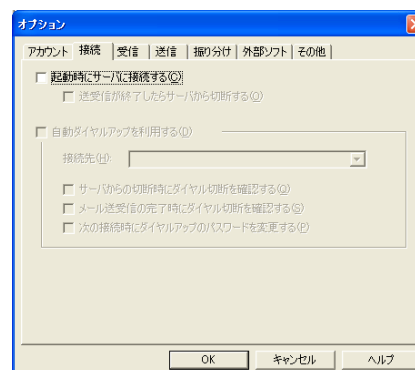 オプション
アカウント 接続 受信 送信 振り分け 外部ソフト その他
起動時にサーバに接続する(C)
送受信が終了したらサーバから切断する(O)
自動ダイヤルアップを利用する(D)
接続先(H):
サーバからの切断時にダイヤル切断を確認する(Q)
メール送受信の完了時にダイヤル切断を確認する(S)
次の接続時にダイヤルアップのパスワードを変更する(P)
OK キャンセル ヘルプ